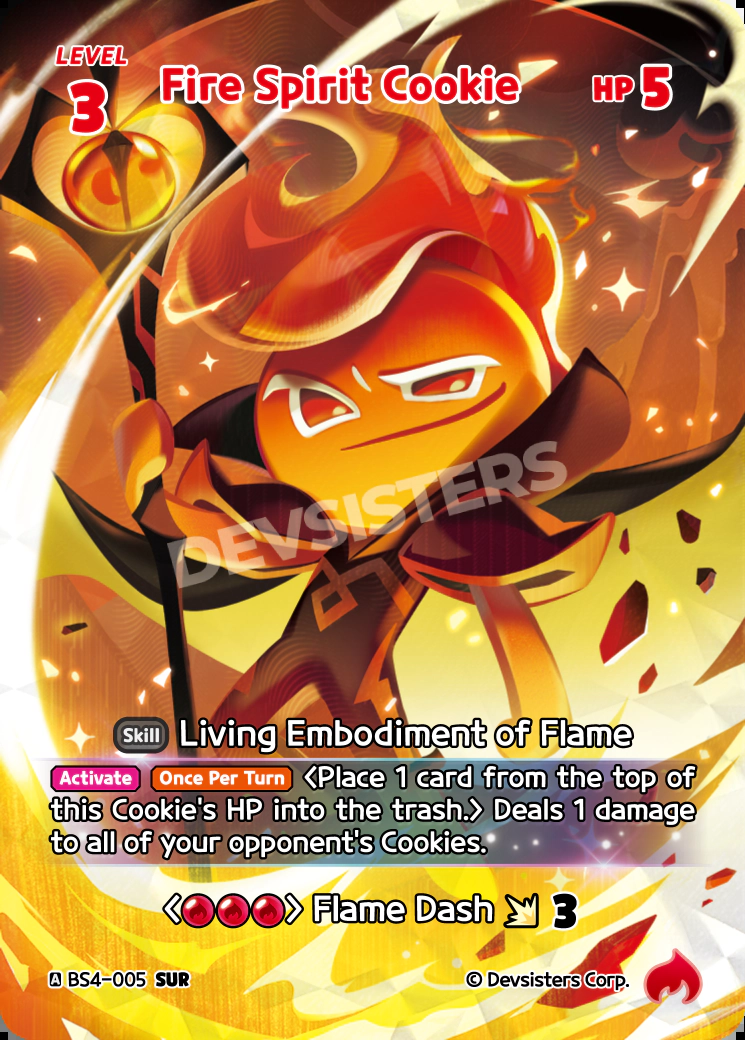 LEVEL
3
Fire Spirit Cookie
HP 5
DEVSISTERS
Skill Living Embodiment of Flame
Activate Once Per Turn <Place 1 card from the top of
this Cookie's HP into the trash.> Deals 1 damage
to all of your opponent's Cookies.
< > Flame Dash 3
A BS4-005 SUR
© Devsisters Corp.